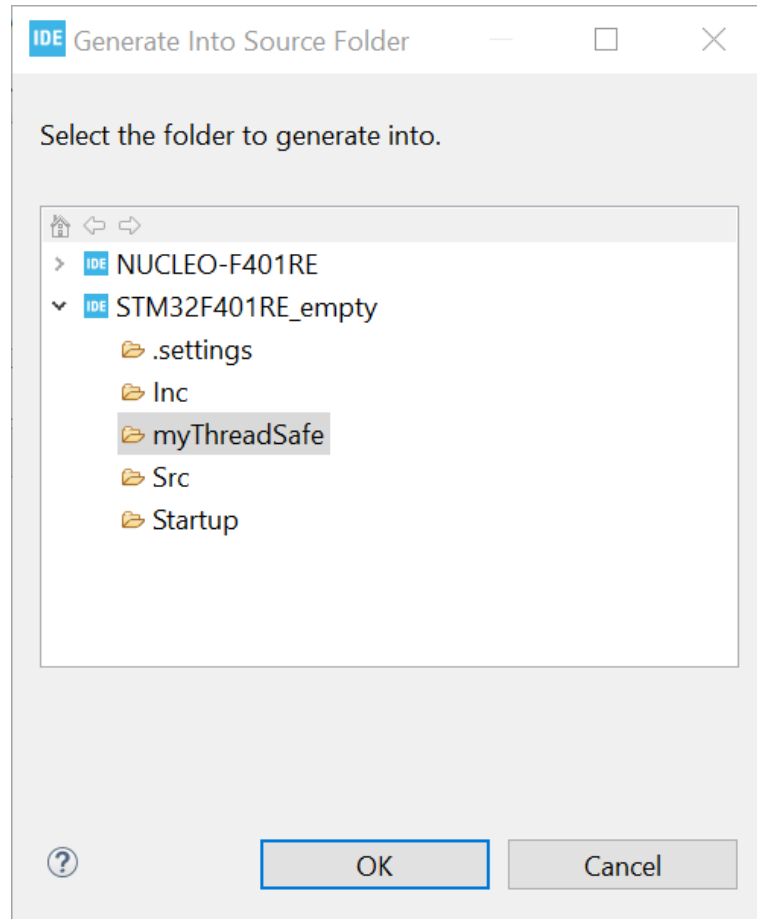 IDE Generate Into Source Folder
Select the folder to generate into.
IDE NUCLEO-F401RE
IDE STM32F401RE_empty
.settings
Inc
myThreadSafe
Src
Startup
? OK Cancel